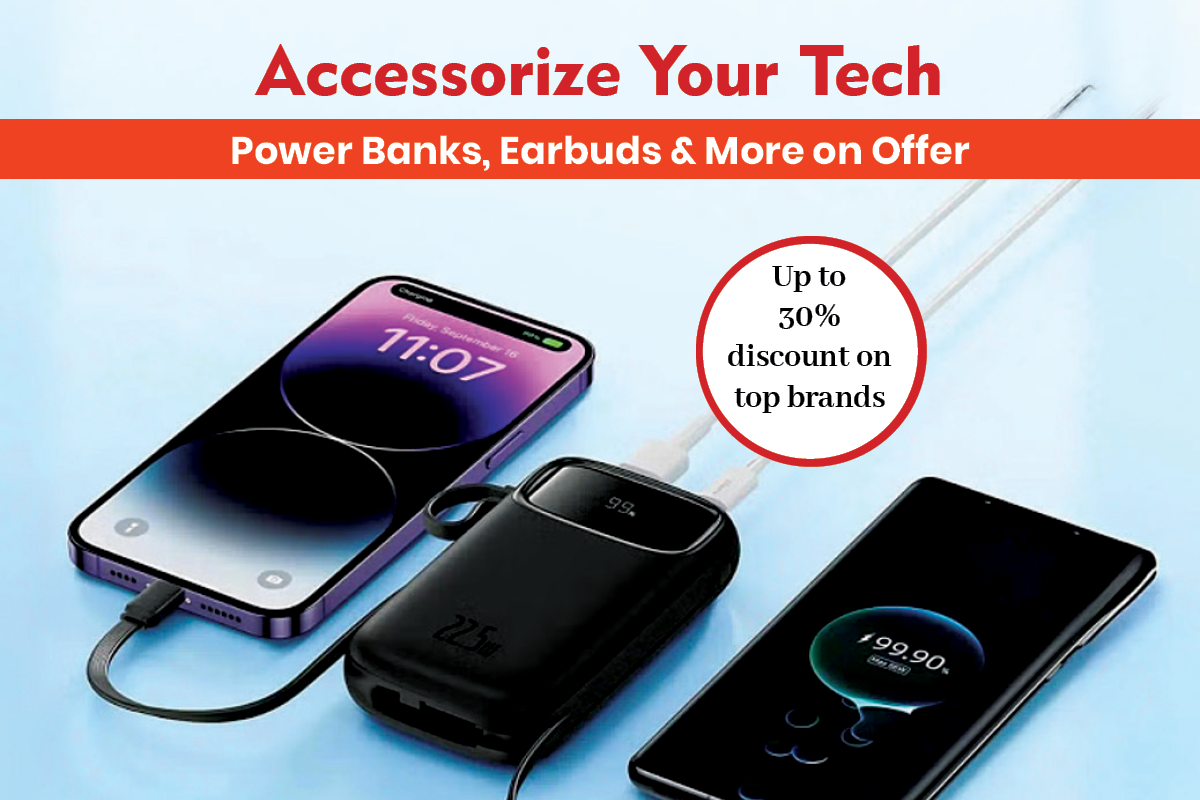 Accessorize Your Tech
Power Banks, Earbuds & More on Offer
Up to
30%
discount on
top brands
Charging
Friday, September 16
11:07
99%
22.5W
99.90%